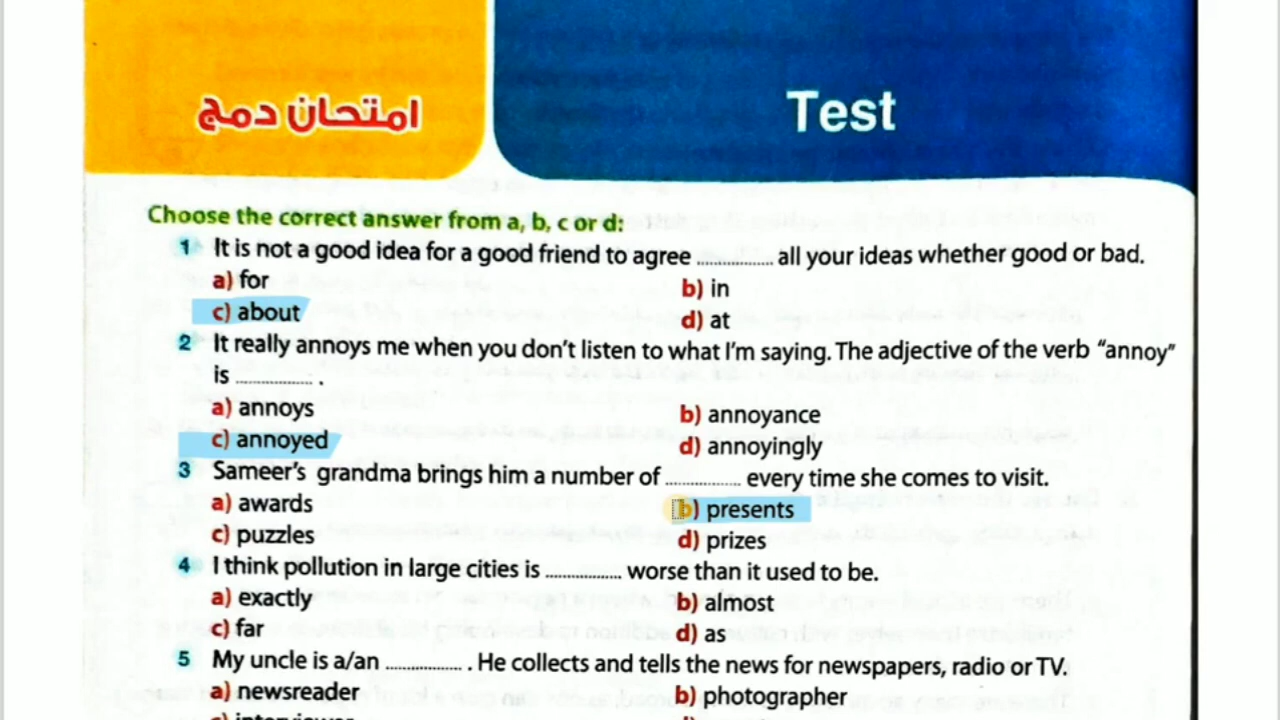 امتحان دمج
Test
Choose the correct answer from a, b, c or d:
1 It is not a good idea for a good friend to agree ............... all your ideas whether good or bad.
a) for b) in
c) about d) at
2 It really annoys me when you don't listen to what I'm saying. The adjective of the verb "annoy"
is ............... .
a) annoys b) annoyance
c) annoyed d) annoyingly
3 Sameer's grandma brings him a number of ............... every time she comes to visit.
a) awards b) presents
c) puzzles d) prizes
4 I think pollution in large cities is ............... worse than it used to be.
a) exactly b) almost
c) far d) as
5 My uncle is a/an ............... . He collects and tells the news for newspapers, radio or TV.
a) newsreader b) photographer
c) interviewer